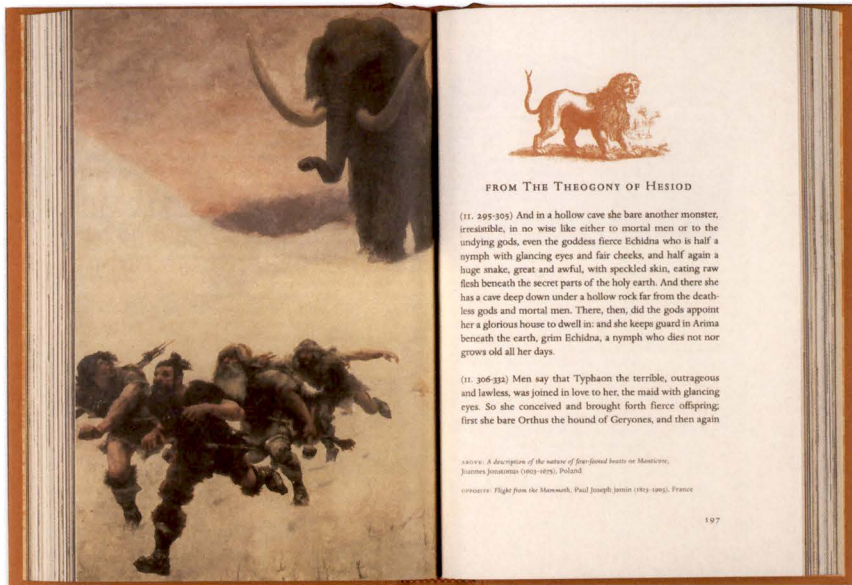 FROM THE THEOGONY OF HESIOD
(11. 295-305) And in a hollow cave she bare another monster,
irresistible, in no wise like either to mortal men or to the
undying gods, even the goddess fierce Echidna who is half a
nymph with glancing eyes and fair cheeks, and half again a
huge snake, great and awful, with speckled skin, eating raw
flesh beneath the secret parts of the holy earth. And there she
has a cave deep down under a hollow rock far from the death-
less gods and mortal men. There, then, did the gods appoint
her a glorious house to dwell in: and she keeps guard in Arima
beneath the earth, grim Echidna, a nymph who dies not nor
grows old all her days.
(11. 306-332) Men say that Typhaon the terrible, outrageous
and lawless, was joined in love to her, the maid with glancing
eyes. So she conceived and brought forth fierce offspring;
first she bare Orthus the hound of Geryones, and then again
ABOVE: A description of the nature of four-footed beasts or Manticore,
Joannes Jonstonus (1603–1675), Poland
OPPOSITE: Flight from the Mammoth, Paul Joseph Jamin (1853–1903), France
197